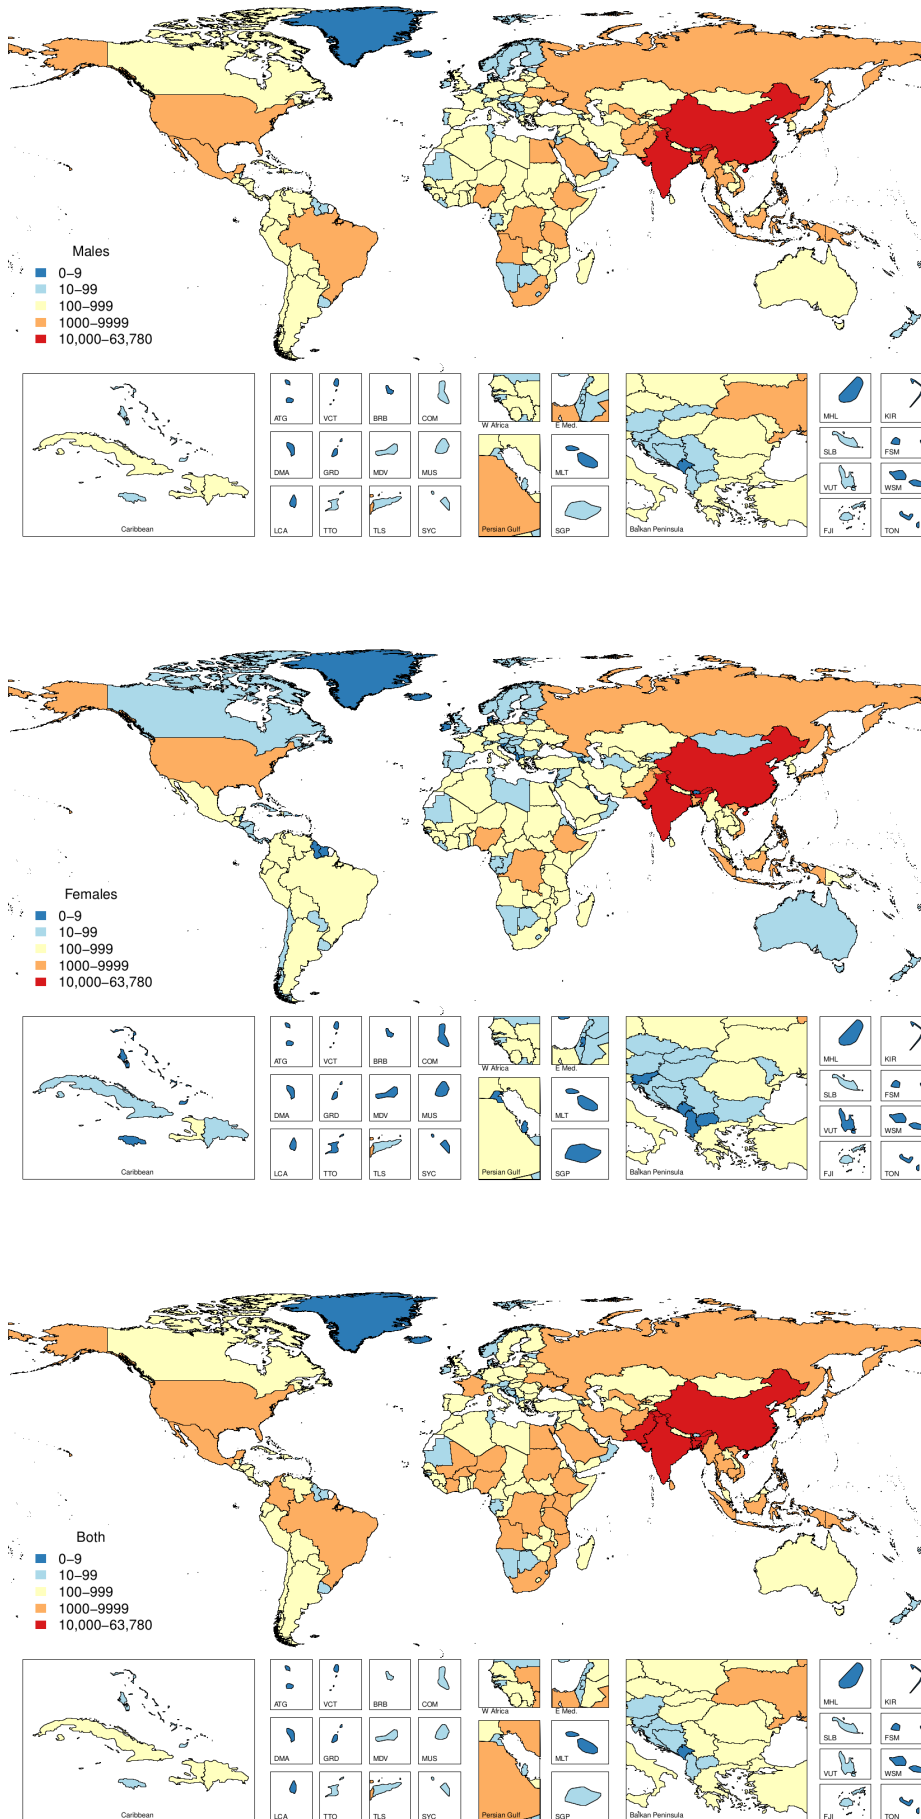 Males
0–9
10–99
100–999
1000–9999
10,000–63,780
ATG
VCT
BRB
COM
W Africa
E Med.
MHL
KIR
DMA
GRD
MDV
MUS
MLT
SLB
FSM
LCA
TTO
TLS
SYC
Caribbean
Persian Gulf
SGP
Balkan Peninsula
VUT
WSM
FJI
TON
Females
0–9
10–99
100–999
1000–9999
10,000–63,780
ATG
VCT
BRB
COM
W Africa
E Med.
MHL
KIR
DMA
GRD
MDV
MUS
MLT
SLB
FSM
LCA
TTO
TLS
SYC
Caribbean
Persian Gulf
SGP
Balkan Peninsula
VUT
WSM
FJI
TON
Both
0–9
10–99
100–999
1000–9999
10,000–63,780
ATG
VCT
BRB
COM
W Africa
E Med.
MHL
KIR
DMA
GRD
MDV
MUS
MLT
SLB
FSM
LCA
TTO
TLS
SYC
Caribbean
Persian Gulf
SGP
Balkan Peninsula
VUT
WSM
FJI
TON